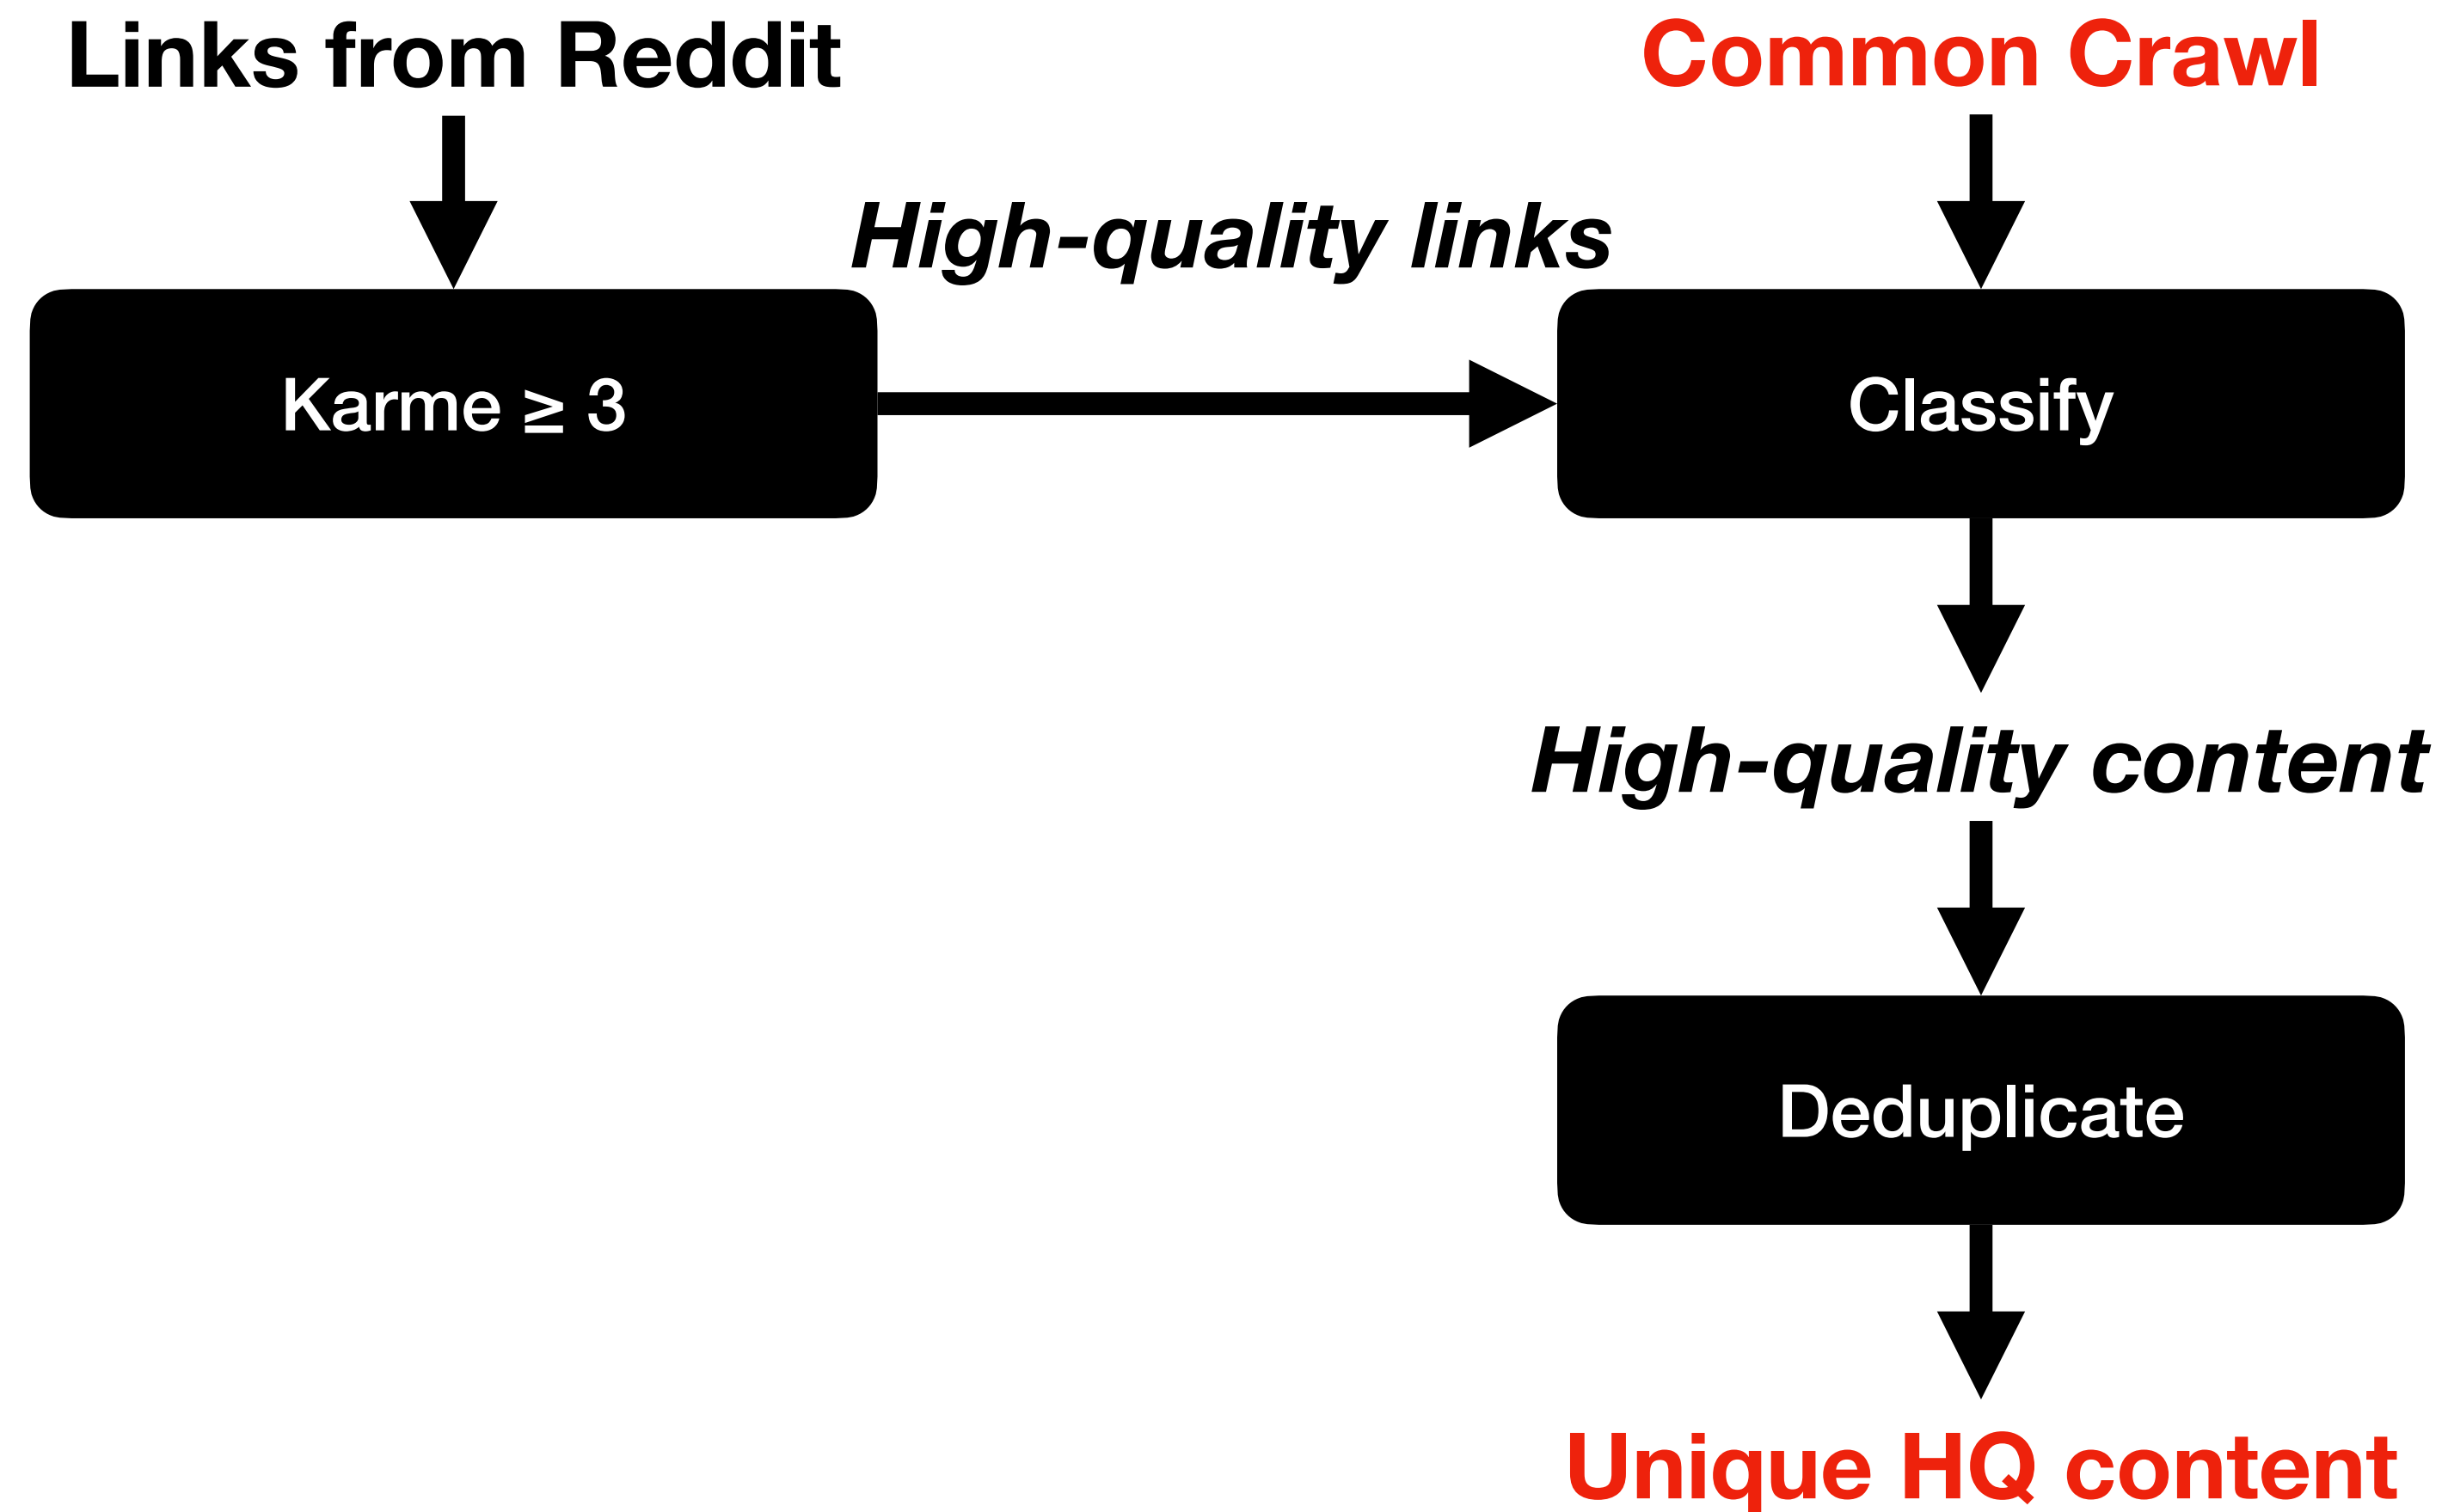 Links from Reddit
Common Crawl
High-quality links
Karme ≥ 3
Classify
High-quality content
Deduplicate
Unique HQ content